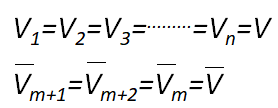 V₁=V₂=V₃=.........=Vₙ=V
V̅ₘ₊₁=V̅ₘ₊₂=V̅ₘ=V̅